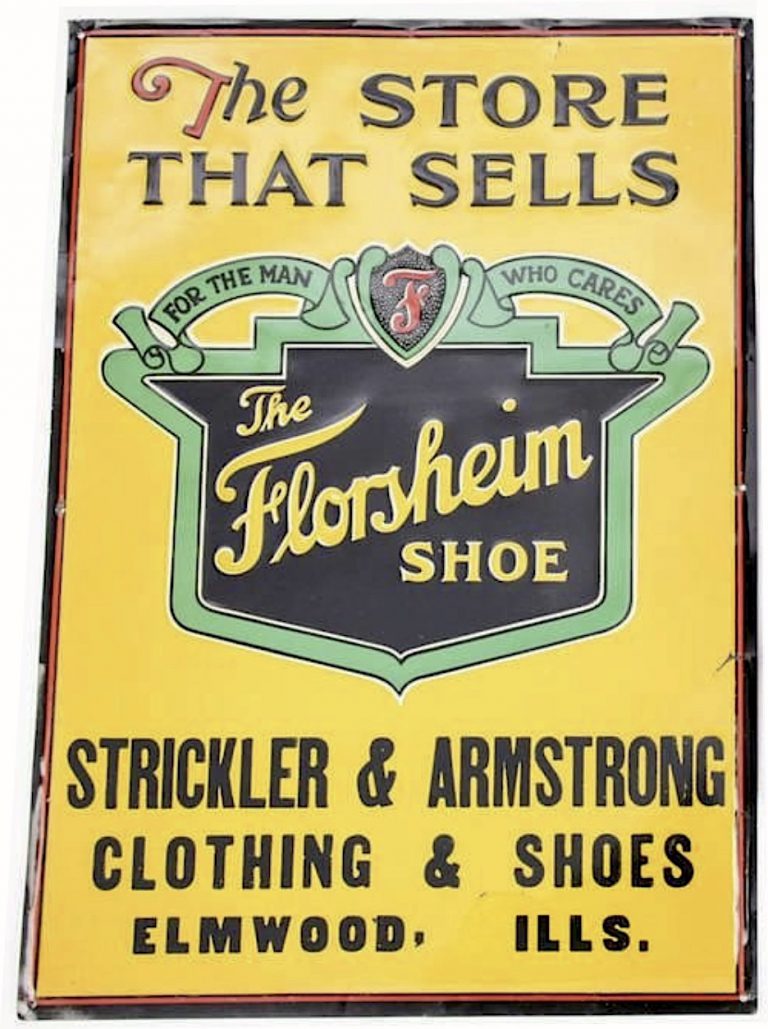 The STORE
THAT SELLS
FOR THE MAN WHO CARES
F
The
Florsheim
SHOE
STRICKLER & ARMSTRONG
CLOTHING & SHOES
ELMWOOD, ILLS.